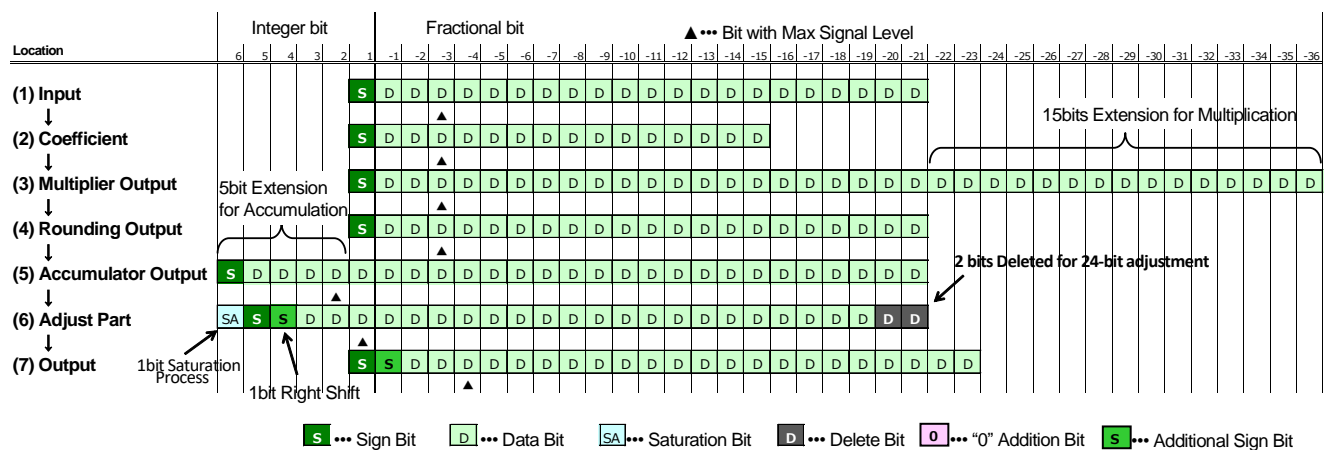 Integer bit Fractional bit ▲ ••• Bit with Max Signal Level
Location 6 5 4 3 2 1 -1 -2 -3 -4 -5 -6 -7 -8 -9 -10 -11 -12 -13 -14 -15 -16 -17 -18 -19 -20 -21 -22 -23 -24 -25 -26 -27 -28 -29 -30 -31 -32 -33 -34 -35 -36
(1) Input S D D D D D D D D D D D D D D D D D D D D D
15bits Extension for Multiplication
(2) Coefficient S D D D D D D D D D D D D D D D
(3) Multiplier Output S D D D D D D D D D D D D D D D D D D D D D D D D D D D D D D D D D D D D
5bit Extension
for Accumulation
(4) Rounding Output S D D D D D D D D D D D D D D D D D D D D D
(5) Accumulator Output S D D D D D D D D D D D D D D D D D D D D D D D D D D
2 bits Deleted for 24-bit adjustment
(6) Adjust Part SA S S D D D D D D D D D D D D D D D D D D D D D D D D
(7) Output S S D D D D D D D D D D D D D D D D D D D D D D
1bit Saturation
Process
1bit Right Shift
S ••• Sign Bit D ••• Data Bit SA ••• Saturation Bit D ••• Delete Bit 0 ••• "0" Addition Bit S ••• Additional Sign Bit